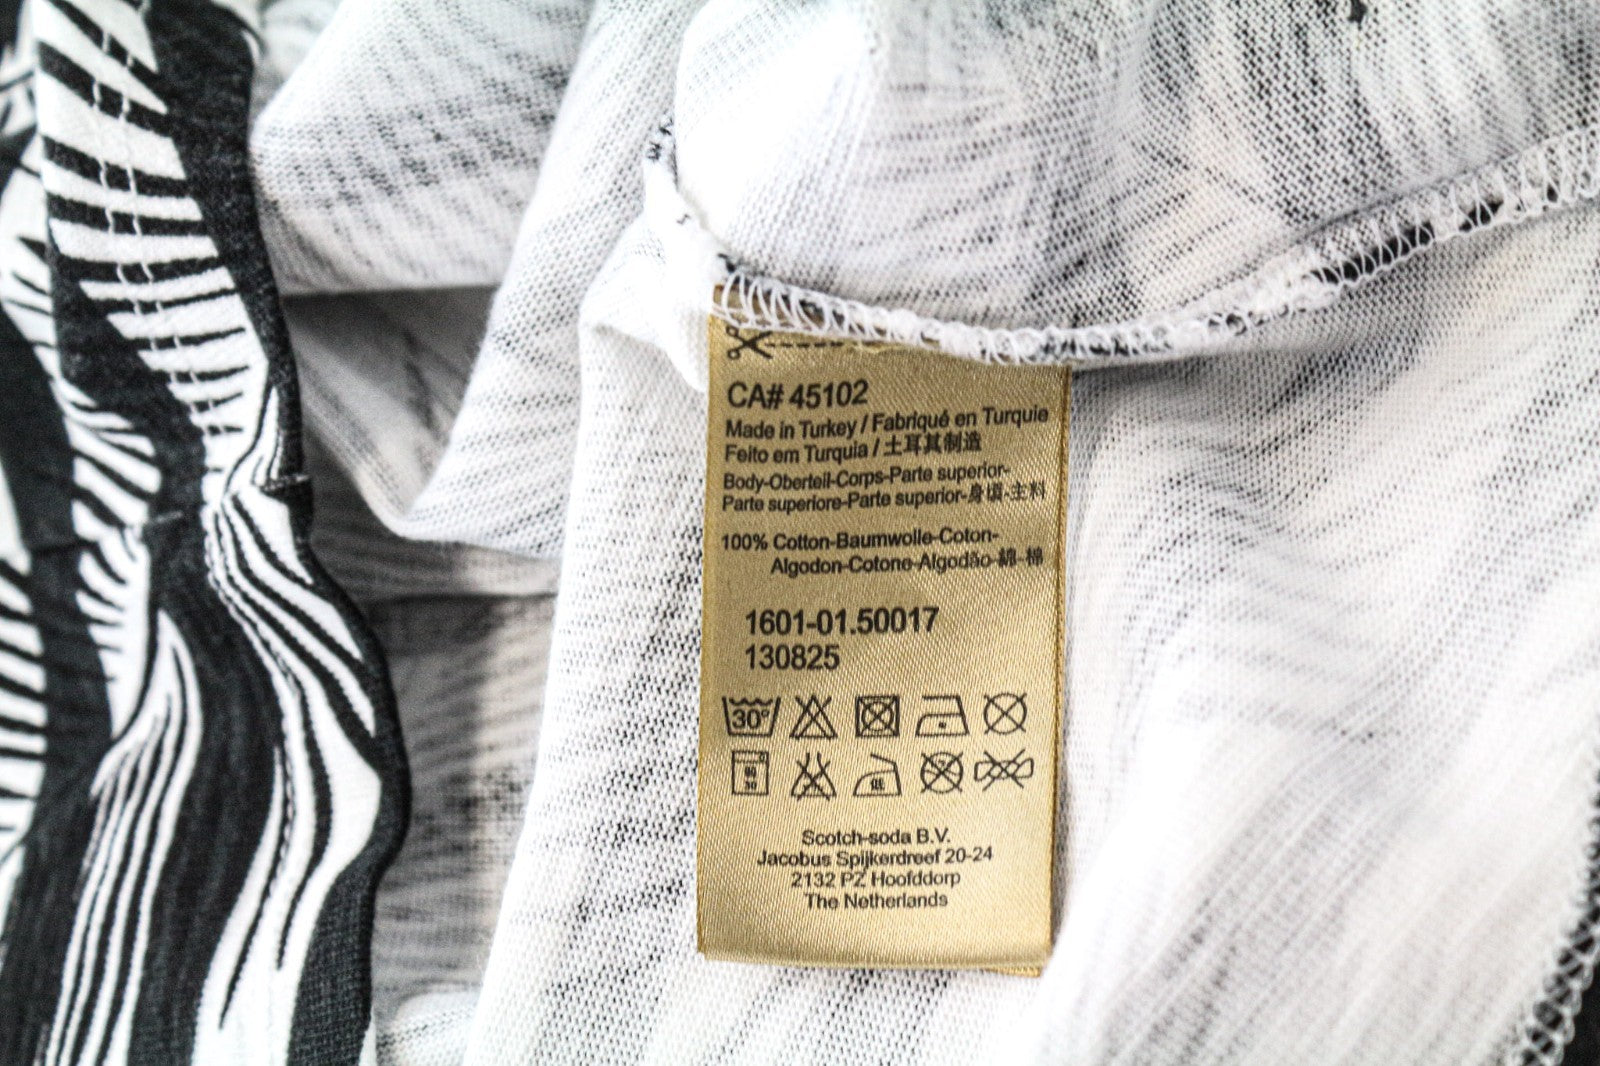 CA# 45102
Made in Turkey / Fabriqué en Turquie
Feito em Turquia / 土耳其制造
Body-Oberteil-Corps-Parte superior-
Parte superiore-Parte superior-身頃-主料
100% Cotton-Baumwolle-Coton-
Algodon-Cotone-Algodão-綿-棉
1601-01.50017
130825
30°
Scotch-soda B.V.
Jacobus Spijkerdreef 20-24
2132 PZ Hoofddorp
The Netherlands